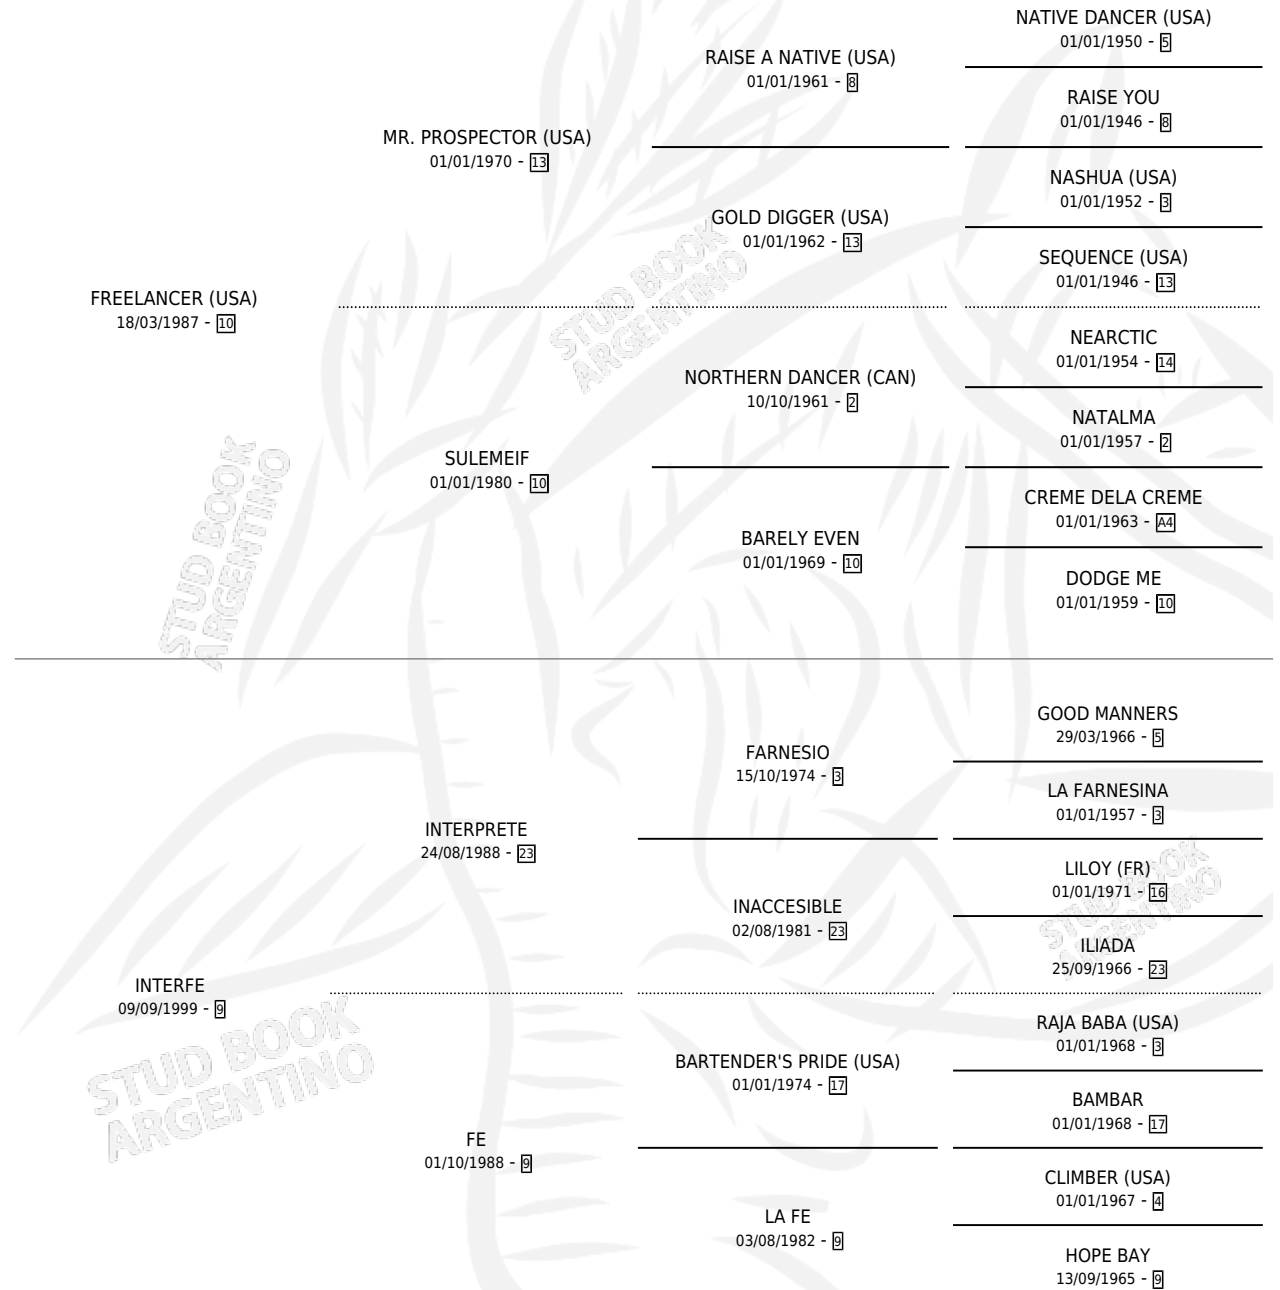 NATIVE DANCER (USA)
01/01/1950 - 5
RAISE A NATIVE (USA)
01/01/1961 - 8
RAISE YOU
01/01/1946 - 8
MR. PROSPECTOR (USA)
01/01/1970 - 13
NASHUA (USA)
01/01/1952 - 3
GOLD DIGGER (USA)
01/01/1962 - 13
SEQUENCE (USA)
01/01/1946 - 13
FREELANCER (USA)
18/03/1987 - 10
NEARCTIC
01/01/1954 - 14
NORTHERN DANCER (CAN)
10/10/1961 - 2
NATALMA
01/01/1957 - 2
SULEMEIF
01/01/1980 - 10
CREME DELA CREME
01/01/1963 - A4
BARELY EVEN
01/01/1969 - 10
DODGE ME
01/01/1959 - 10
STUD BOOK
ARGENTINO
STUD BOOK
ARGENTINO
GOOD MANNERS
29/03/1966 - 5
FARNESIO
15/10/1974 - 3
LA FARNESINA
01/01/1957 - 3
INTERPRETE
24/08/1988 - 23
LILOY (FR)
01/01/1971 - 16
INACCESIBLE
02/08/1981 - 23
ILIADA
25/09/1966 - 23
INTERFE
09/09/1999 - 9
RAJA BABA (USA)
01/01/1968 - 3
BARTENDER'S PRIDE (USA)
01/01/1974 - 17
BAMBAR
01/01/1968 - 17
FE
01/10/1988 - 9
CLIMBER (USA)
01/01/1967 - 4
LA FE
03/08/1982 - 9
HOPE BAY
13/09/1965 - 9
STUD BOOK
ARGENTINO
STUD BOOK
ARGENTINO